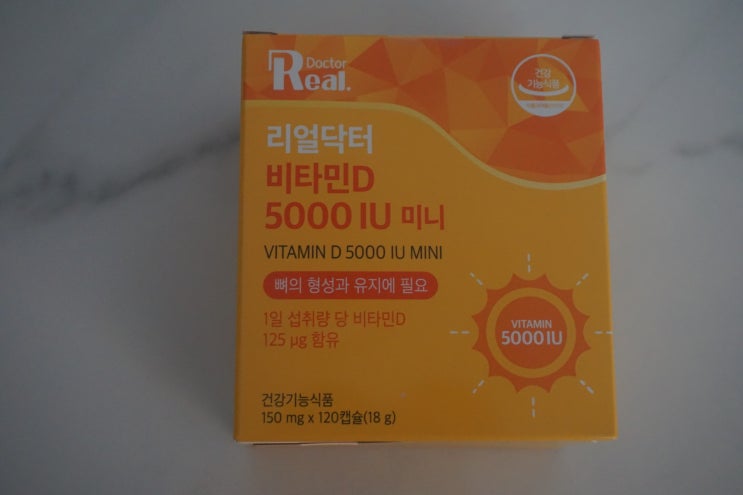 Doctor
Real.
건강
기능식품
리얼닥터
비타민D
5000 IU 미니
VITAMIN D 5000 IU MINI
뼈의 형성과 유지에 필요
1일 섭취량 당 비타민D
125 µg 함유
VITAMIN
5000 IU
건강기능식품
150 mg x 120캡슐(18 g)